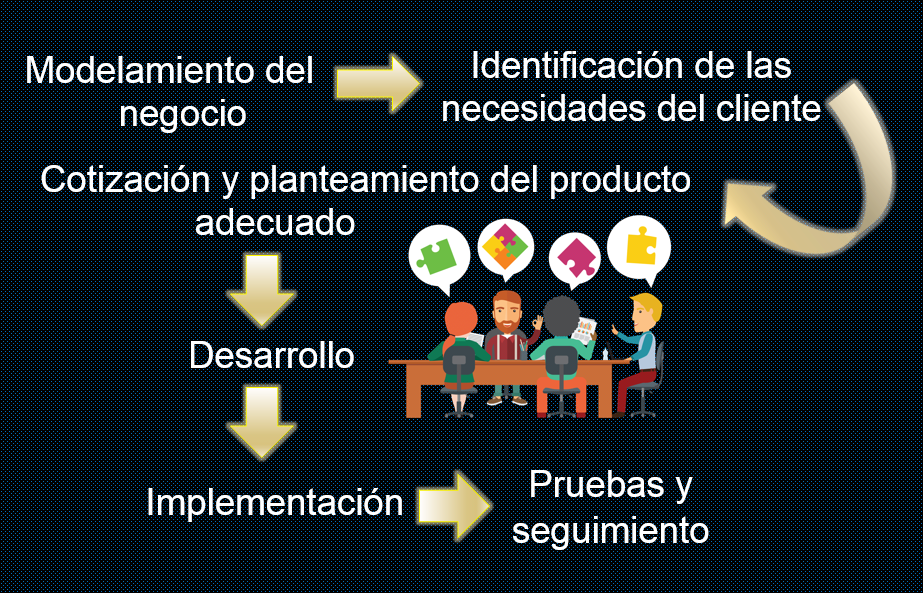 Modelamiento del
negocio
Identificación de las
necesidades del cliente
Cotización y planteamiento del producto
adecuado
Desarrollo
Implementación
Pruebas y
seguimiento